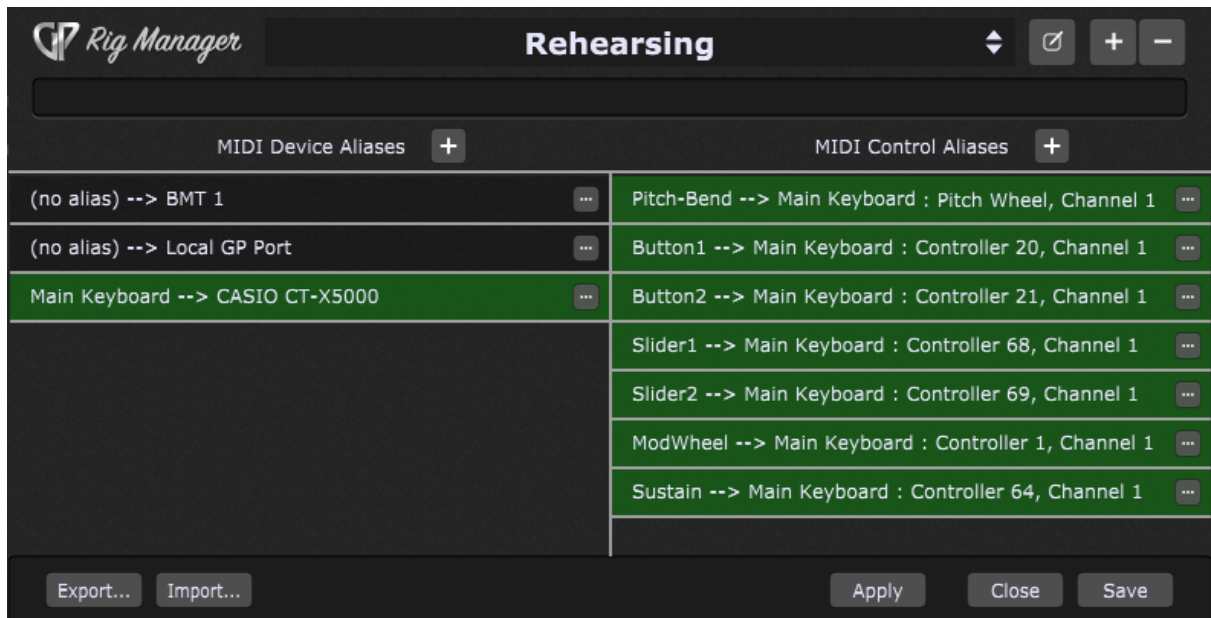 GP Rig Manager
Rehearsing
MIDI Device Aliases +
MIDI Control Aliases +
(no alias) --> BMT 1
(no alias) --> Local GP Port
Main Keyboard --> CASIO CT-X5000
Pitch-Bend --> Main Keyboard : Pitch Wheel, Channel 1
Button1 --> Main Keyboard : Controller 20, Channel 1
Button2 --> Main Keyboard : Controller 21, Channel 1
Slider1 --> Main Keyboard : Controller 68, Channel 1
Slider2 --> Main Keyboard : Controller 69, Channel 1
ModWheel --> Main Keyboard : Controller 1, Channel 1
Sustain --> Main Keyboard : Controller 64, Channel 1
Export... Import... Apply Close Save